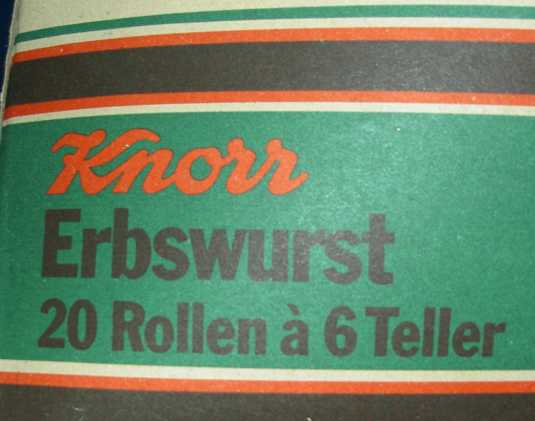 Knorr
Erbswurst
20 Rollen à 6 Teller